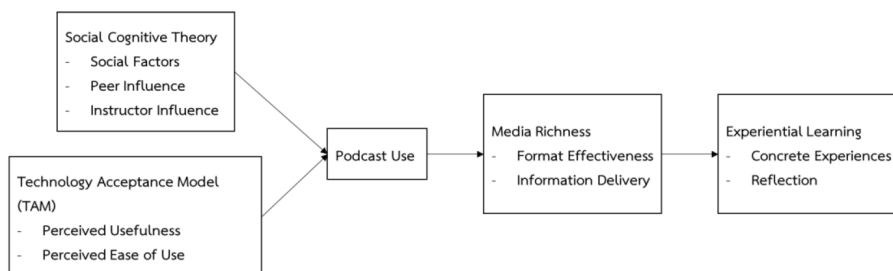 Social Cognitive Theory
- Social Factors
- Peer Influence
- Instructor Influence
Technology Acceptance Model
(TAM)
- Perceived Usefulness
- Perceived Ease of Use
Podcast Use
Media Richness
- Format Effectiveness
- Information Delivery
Experiential Learning
- Concrete Experiences
- Reflection